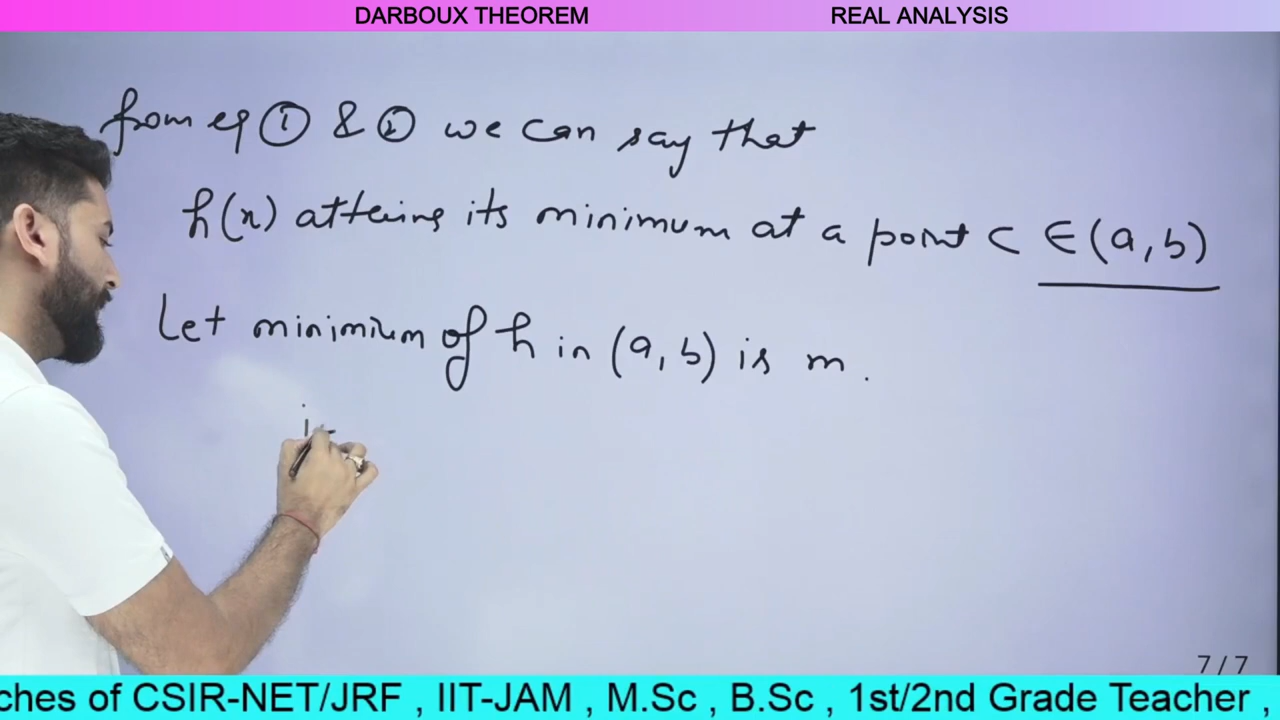 DARBOUX THEOREM REAL ANALYSIS
from eq ① & ② we can say that
h(x) attains its minimum at a point c ∈ (a, b)
Let minimum of h in (a, b) is m.
7 / 7
ches of CSIR-NET/JRF , IIT-JAM , M.Sc , B.Sc , 1st/2nd Grade Teacher ,